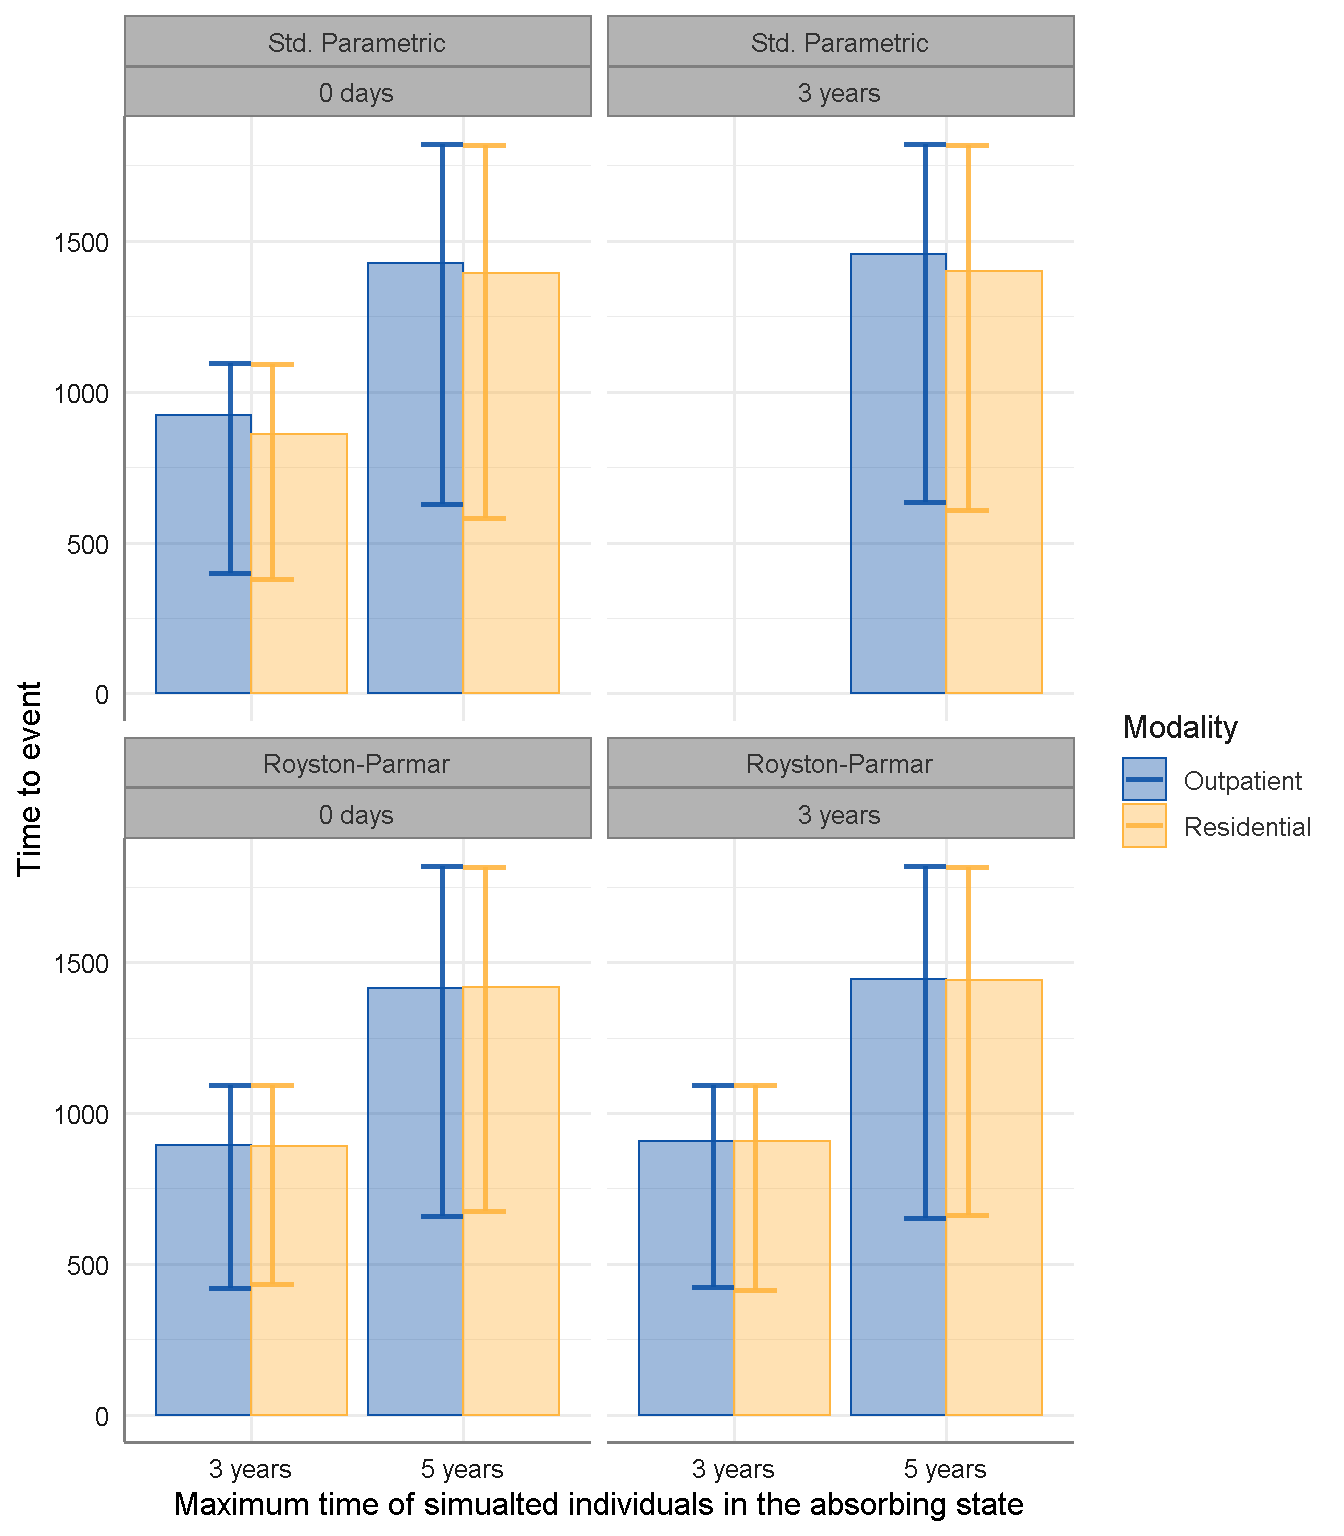 Std. Parametric
Std. Parametric
0 days
3 years
1500
1000
500
0
Royston-Parmar
Royston-Parmar
0 days
3 years
1500
1000
500
0
3 years
5 years
3 years
5 years
Maximum time of simualted individuals in the absorbing state
Time to event
Modality
Outpatient
Residential